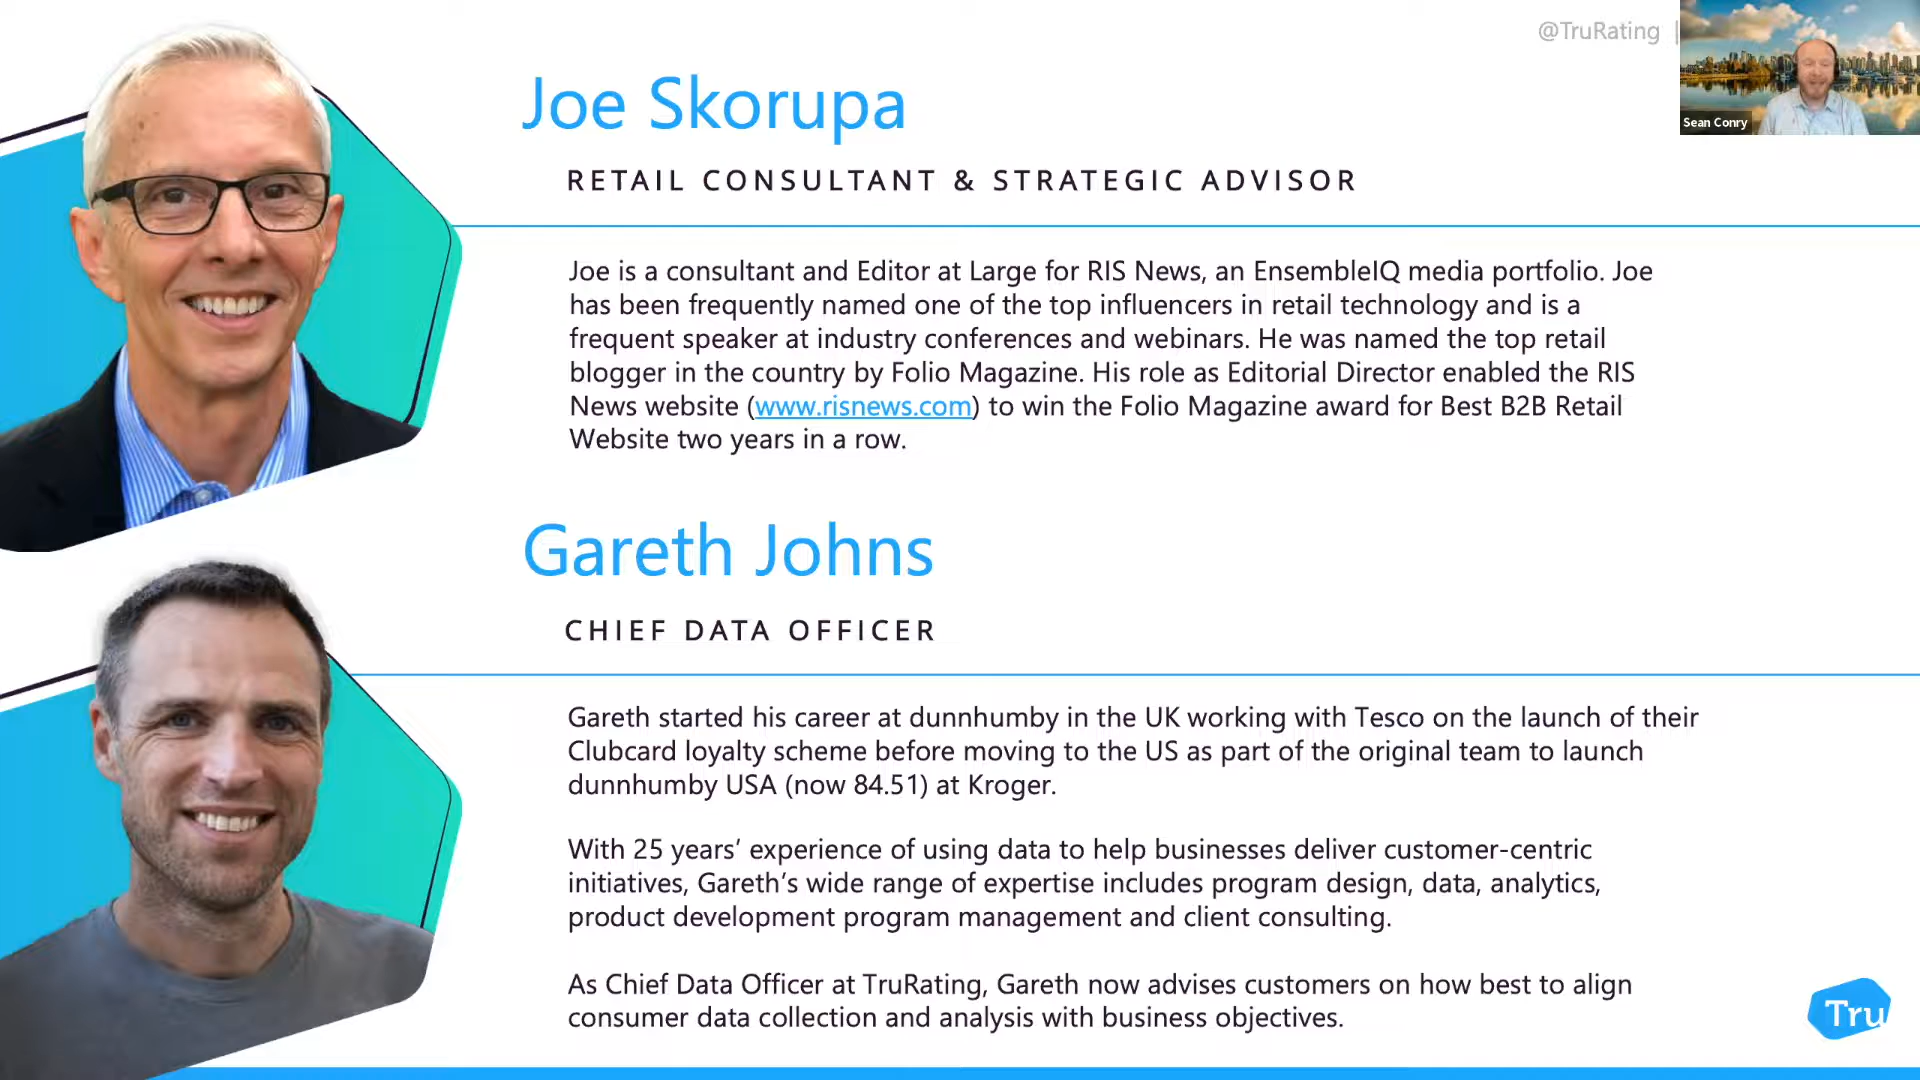 @TruRating |
Sean Conry
Joe Skorupa
RETAIL CONSULTANT & STRATEGIC ADVISOR
Joe is a consultant and Editor at Large for RIS News, an EnsembleIQ media portfolio. Joe
has been frequently named one of the top influencers in retail technology and is a
frequent speaker at industry conferences and webinars. He was named the top retail
blogger in the country by Folio Magazine. His role as Editorial Director enabled the RIS
News website (www.risnews.com) to win the Folio Magazine award for Best B2B Retail
Website two years in a row.
Gareth Johns
CHIEF DATA OFFICER
Gareth started his career at dunnhumby in the UK working with Tesco on the launch of their
Clubcard loyalty scheme before moving to the US as part of the original team to launch
dunnhumby USA (now 84.51) at Kroger.
With 25 years’ experience of using data to help businesses deliver customer-centric
initiatives, Gareth’s wide range of expertise includes program design, data, analytics,
product development program management and client consulting.
As Chief Data Officer at TruRating, Gareth now advises customers on how best to align
consumer data collection and analysis with business objectives.
Tru